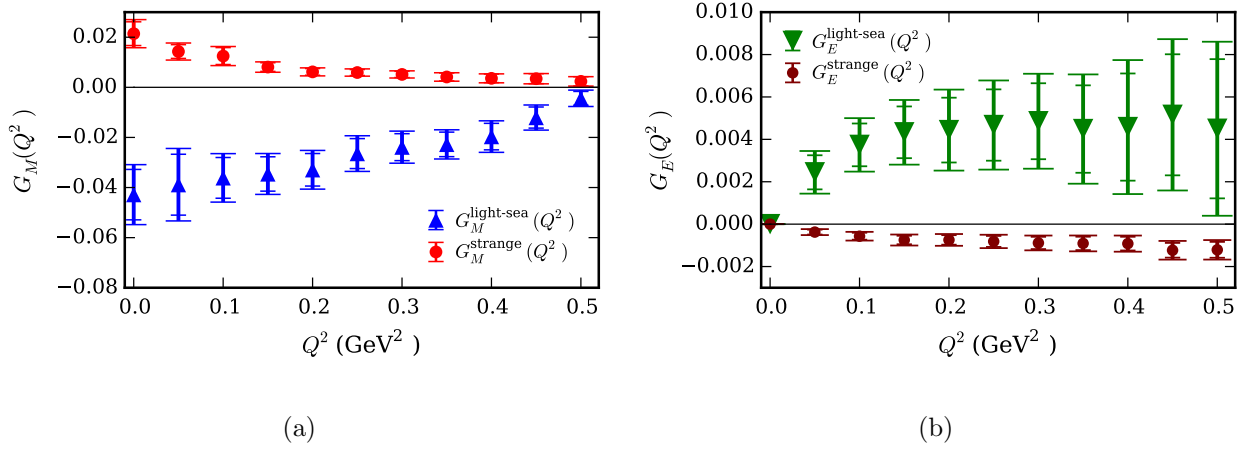 0.02
0.00
−0.02
−0.04
−0.06
−0.08
G_M(Q^2)
G_M^light-sea(Q^2)
G_M^strange(Q^2)
0.0 0.1 0.2 0.3 0.4 0.5
Q^2 (GeV^2)
(a)
0.010
0.008
0.006
0.004
0.002
0.000
−0.002
G_E(Q^2)
G_E^light-sea(Q^2)
G_E^strange(Q^2)
0.0 0.1 0.2 0.3 0.4 0.5
Q^2 (GeV^2)
(b)